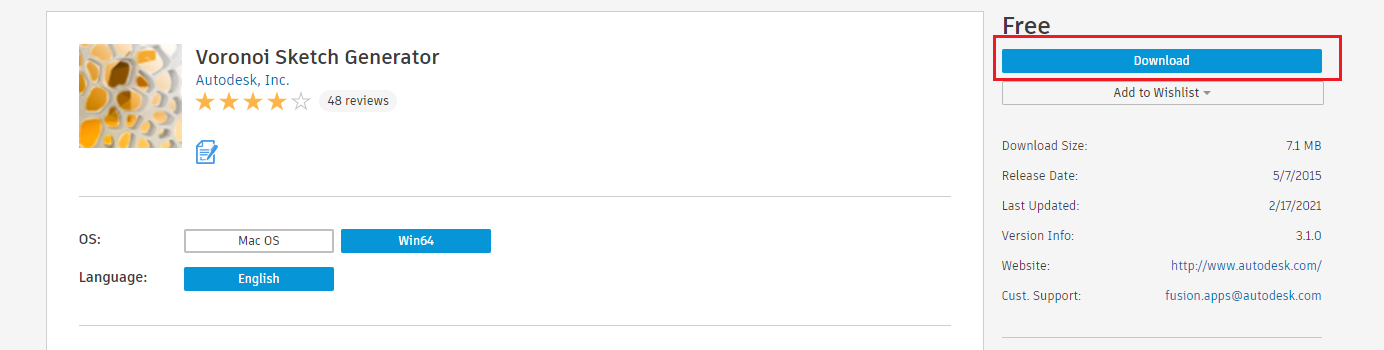 Voronoi Sketch Generator
Autodesk, Inc.
48 reviews
OS:
Mac OS
Win64
Language:
English
Free
Download
Add to Wishlist
Download Size: 7.1 MB
Release Date: 5/7/2015
Last Updated: 2/17/2021
Version Info: 3.1.0
Website: http://www.autodesk.com/
Cust. Support: fusion.apps@autodesk.com